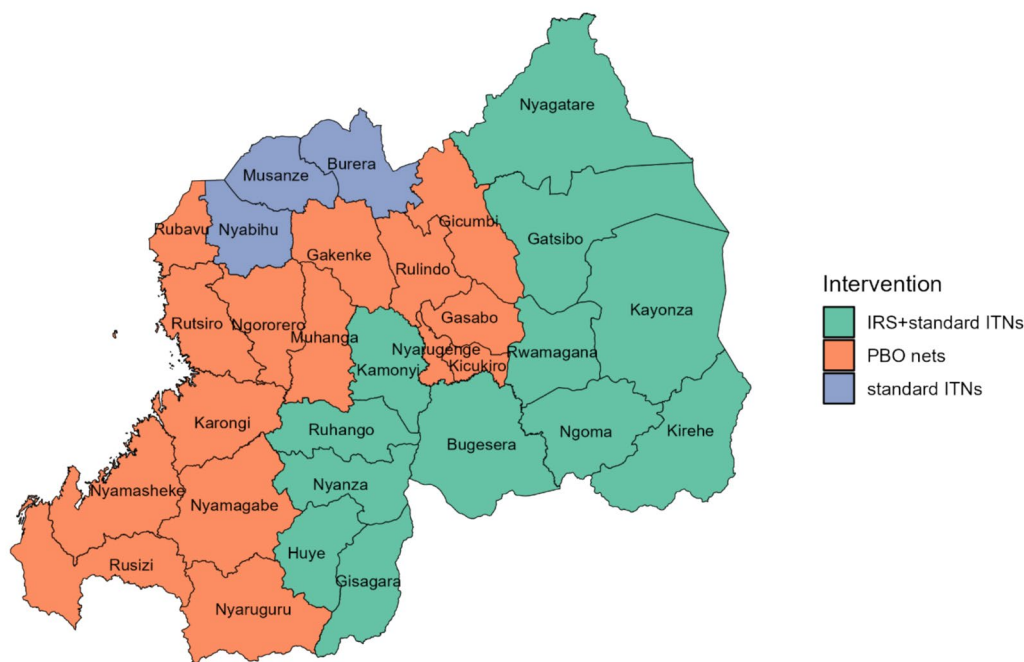 Nyagatare
Burera
Musanze
Gicumbi
Rubavu
Nyabihu
Gatsibo
Gakenke
Rulindo
Kayonza
Gasabo
Rutsiro
Ngororero
Muhanga
Nyarugenge
Rwamagana
Kicukiro
Kamonyi
Karongi
Ruhango
Ngoma
Kirehe
Bugesera
Nyanza
Nyamasheke
Nyamagabe
Huye
Rusizi
Gisagara
Nyaruguru
Intervention
IRS+standard ITNs
PBO nets
standard ITNs